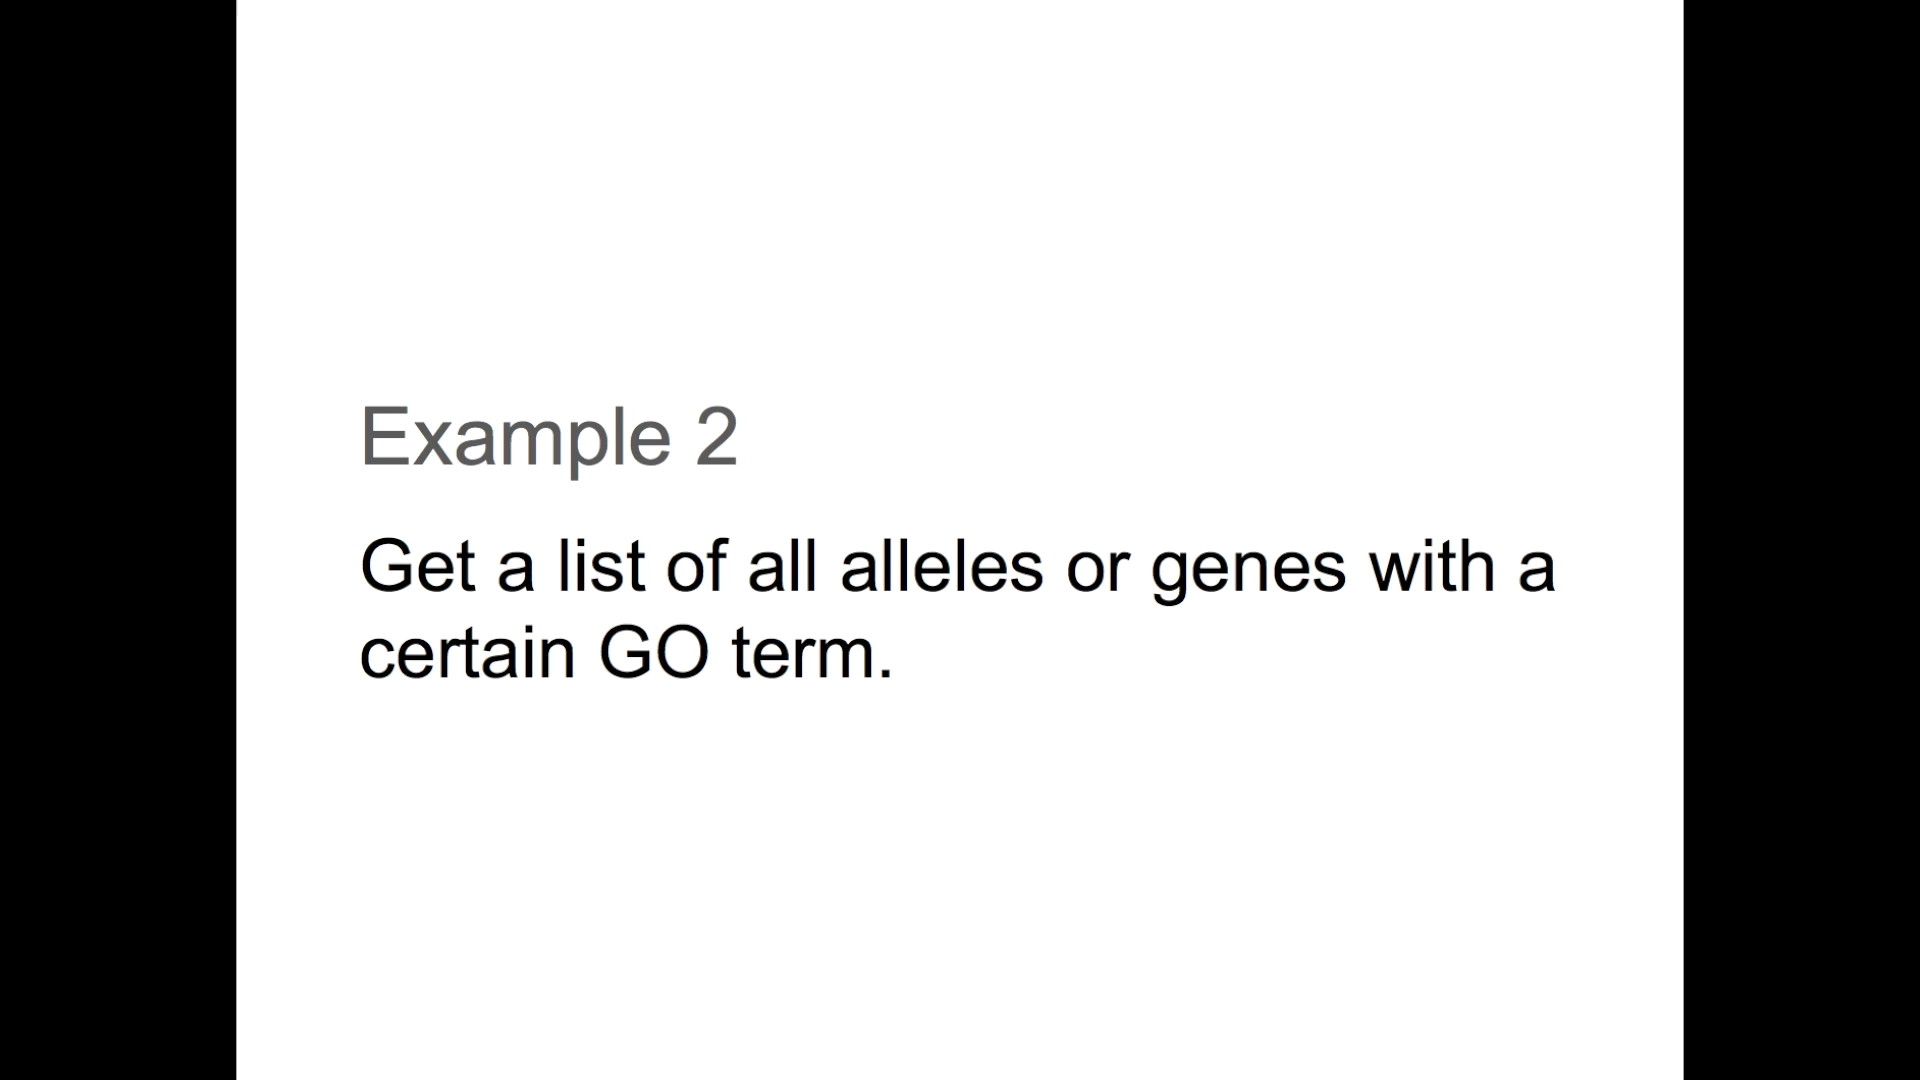 Example 2
Get a list of all alleles or genes with a
certain GO term.